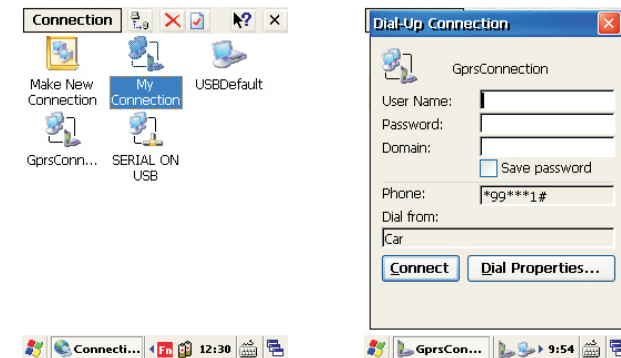 Connection
Make New
Connection
My
Connection
USBDefault
GprsConn...
SERIAL ON
USB
Connecti...
Fn
12:30
Dial-Up Connection
GprsConnection
User Name:
Password:
Domain:
Save password
Phone:
*99***1#
Dial from:
Car
Connect
Dial Properties...
GprsCon...
9:54